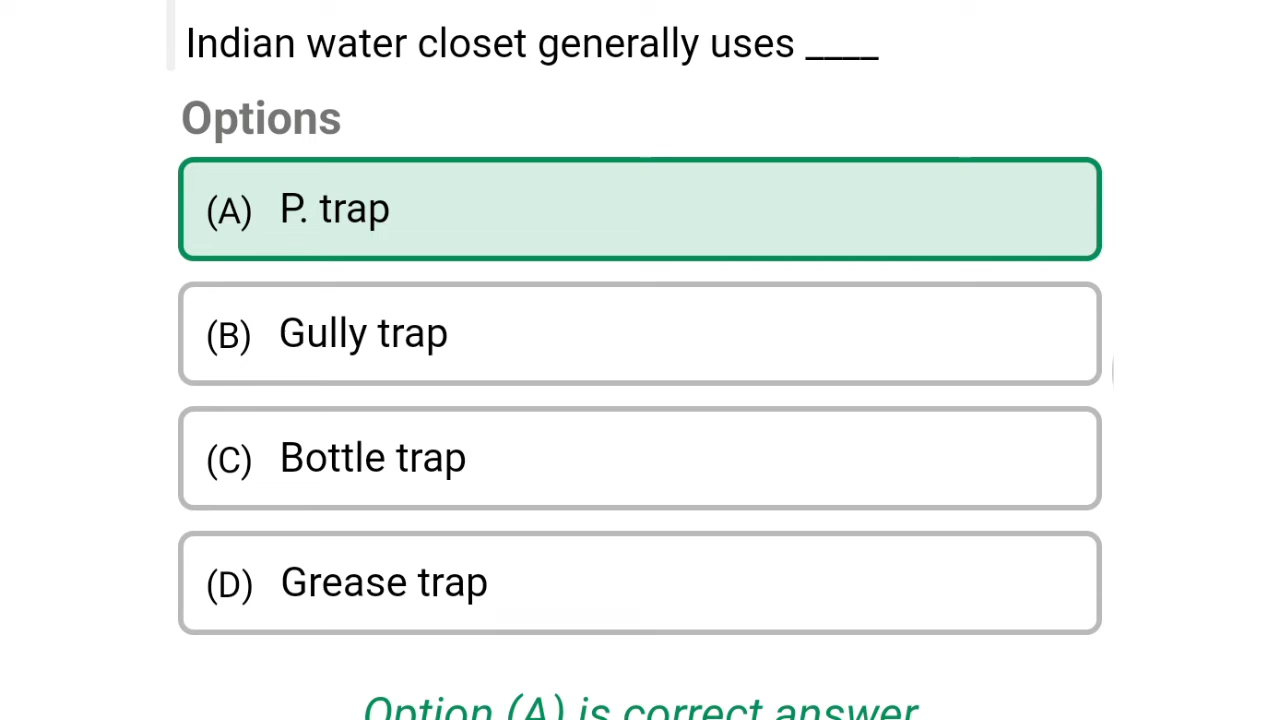 Indian water closet generally uses ____
Options
(A) P. trap
(B) Gully trap
(C) Bottle trap
(D) Grease trap
Option (A) is correct answer